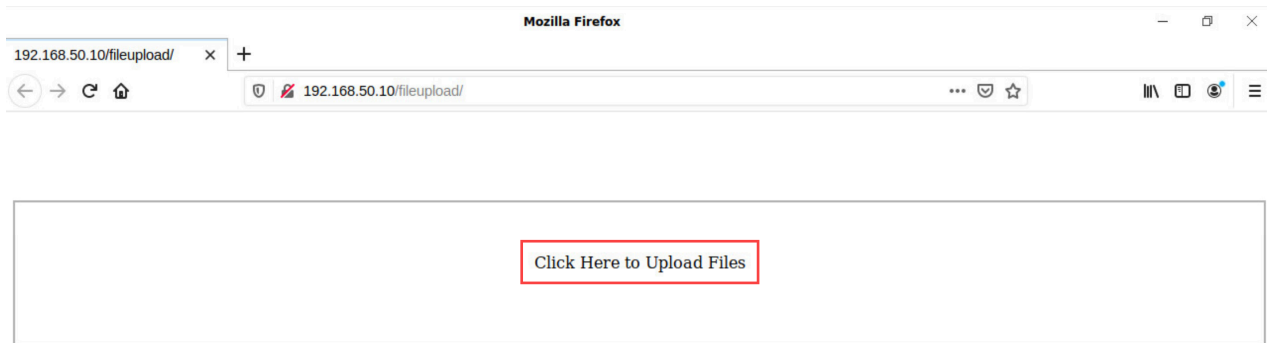 Mozilla Firefox
192.168.50.10/fileupload/
192.168.50.10/fileupload/
Click Here to Upload Files